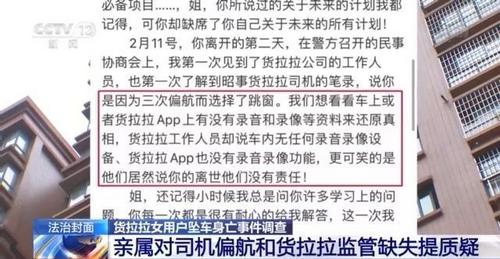 CCTV 13
必备项目……，姐，你所说过的关于未来的计划我都
记得，可你却缺席了你自己关于未来的所有计划！
2月11号，你离开的第二天，在警方召开的民事
协商会上，我第一次见到了货拉拉公司的工作人
员，也第一次了解到昭事货拉拉司机的笔录，说你
是因为三次偏航而选择了跳窗。我们想看看车上或
者货拉拉App上有没有录音和录像等资料来还原真
相，货拉拉工作人员却说车内无任何录音录像设
备、货拉拉App也没有录音录像功能，更可笑的是
他们居然说你的离世他们没有责任！
姐，还记得小时候我总是问你许多学习上的问
题，你每一次都是很有耐心的给我解答，这一次我
法治封面
货拉拉女用户坠车身亡事件调查
亲属对司机偏航和货拉拉监管缺失提质疑